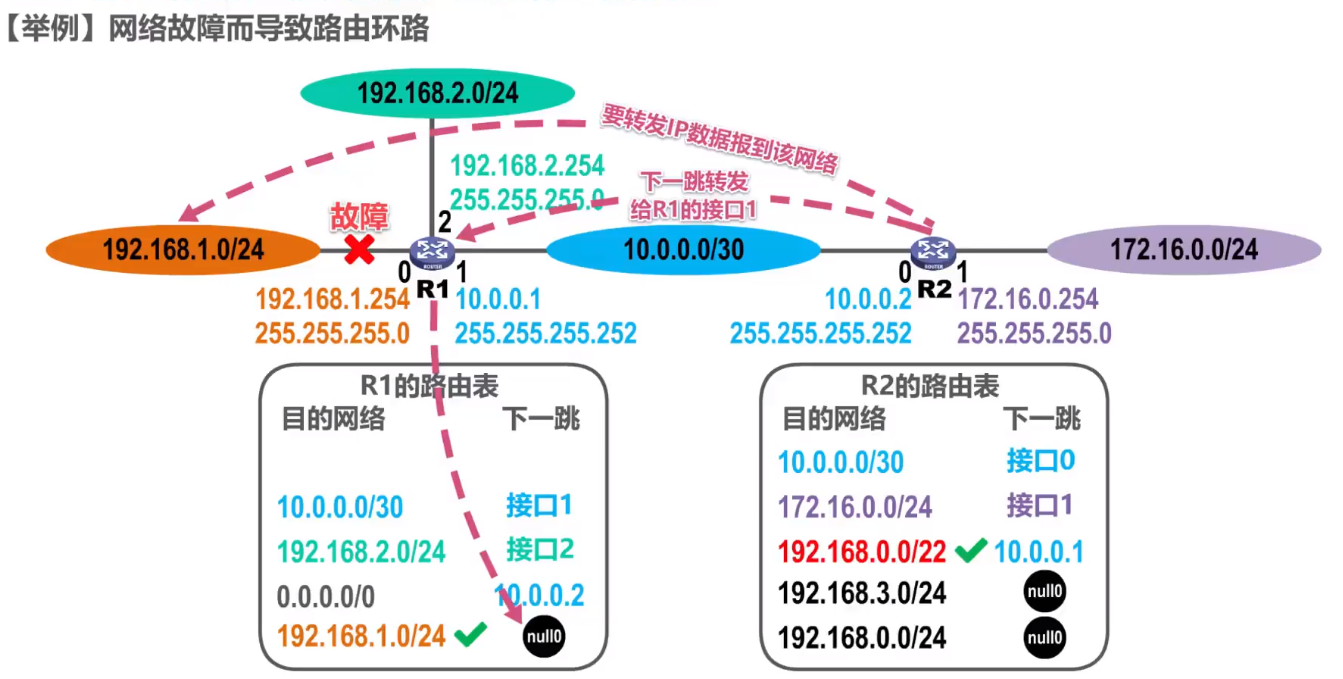 【举例】网络故障而导致路由环路
192.168.2.0/24
要转发IP数据报到该网络
192.168.2.254
255.255.255.0
下一跳转发
给R1的接口1
故障
2
192.168.1.0/24
10.0.0.0/30
172.16.0.0/24
ROUTER
ROUTER
0
1
0
1
R1
R2
192.168.1.254
255.255.255.0
10.0.0.1
255.255.255.252
10.0.0.2
255.255.255.252
172.16.0.254
255.255.255.0
R1的路由表
目的网络 下一跳
10.0.0.0/30 接口1
192.168.2.0/24 接口2
0.0.0.0/0 10.0.0.2
192.168.1.0/24 null0
R2的路由表
目的网络 下一跳
10.0.0.0/30 接口0
172.16.0.0/24 接口1
192.168.0.0/22 10.0.0.1
192.168.3.0/24 null0
192.168.0.0/24 null0